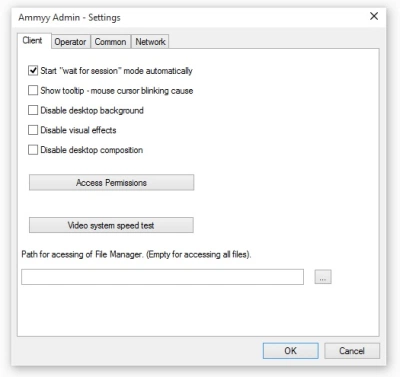 Ammyy Admin - Settings
Client Operator Common Network
Start "wait for session" mode automatically
Show tooltip - mouse cursor blinking cause
Disable desktop background
Disable visual effects
Disable desktop composition
Access Permissions
Video system speed test
Path for acessing of File Manager. (Empty for accessing all files).
...
OK Cancel